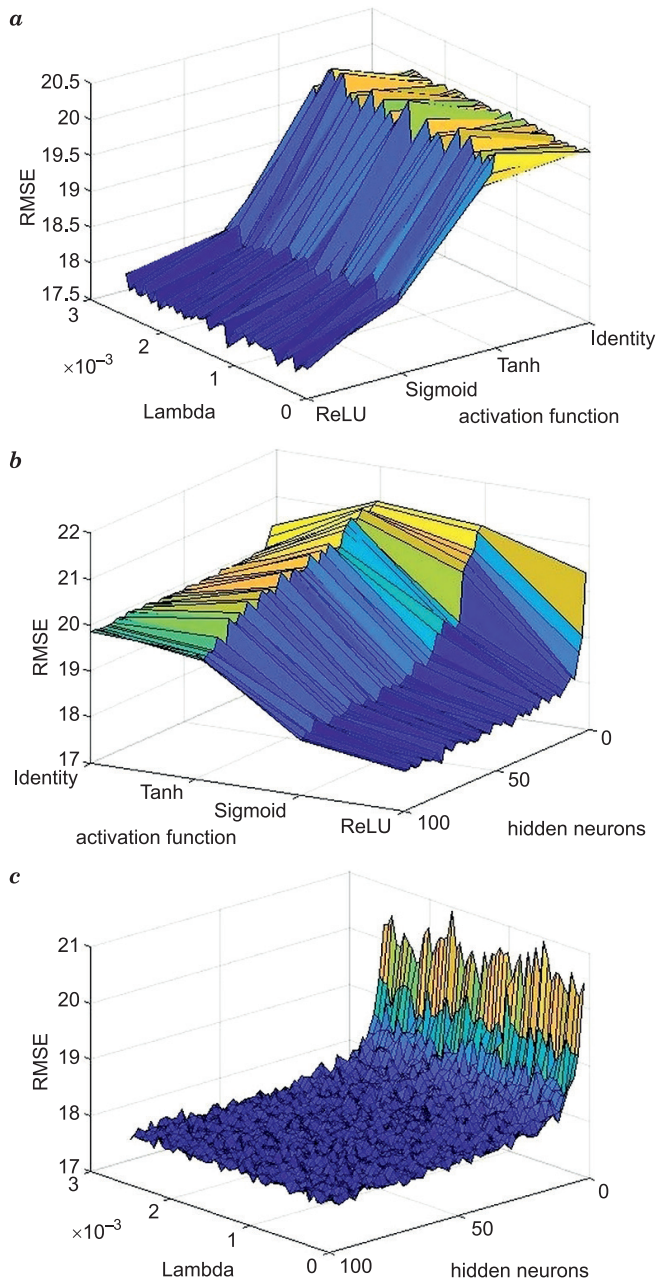 a
20.5
20
19.5
19
18.5
18
17.5
RMSE
3
2
1
0
×10⁻³
Lambda
ReLU
Sigmoid
Tanh
Identity
activation function
b
22
21
20
19
18
17
RMSE
Identity
Tanh
Sigmoid
ReLU
activation function
0
50
100
hidden neurons
c
21
20
19
18
17
RMSE
3
2
1
0
×10⁻³
Lambda
0
50
100
hidden neurons